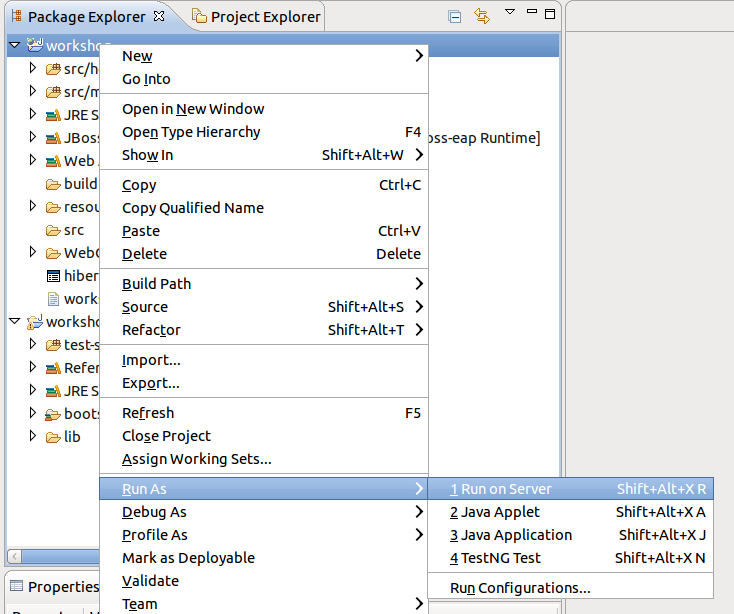 Package Explorer Project Explorer
workshop
src/h
src/m
JRE S
JBoss
oss-eap Runtime]
Web
build
resou
src
WebC
hiber
works
worksho
test-s
Refer
JRE S
boots
lib
New
Go Into
Open in New Window
Open Type Hierarchy F4
Show In Shift+Alt+W
Copy Ctrl+C
Copy Qualified Name
Paste Ctrl+V
Delete Delete
Build Path
Source Shift+Alt+S
Refactor Shift+Alt+T
Import...
Export...
Refresh F5
Close Project
Assign Working Sets...
Run As
Debug As
Profile As
Mark as Deployable
Validate
Team
1 Run on Server Shift+Alt+X R
2 Java Applet Shift+Alt+X A
3 Java Application Shift+Alt+X J
4 TestNG Test Shift+Alt+X N
Run Configurations...
Properties